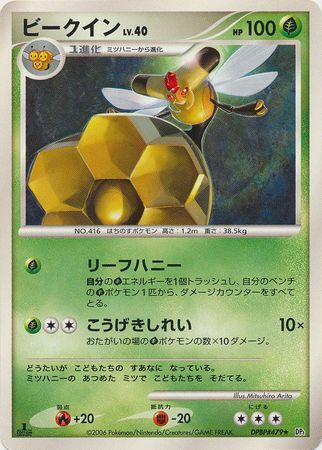 ビークイン LV.40 HP 100
1進化 ミツハニーから進化
NO.416 はちのすポケモン 高さ:1.2m 重さ:38.5kg
リーフハニー
自分のエネルギーを1個トラッシュし、自分のベンチ
のポケモン1匹から、ダメージカウンターをすべて
とる。
こうげきしれい 10×
おたがいの場のポケモンの数×10ダメージ。
Illus.Mitsuhiro Arita
どうたいが こどもたちの すあなに なっている。
ミツハニーの あつめた ミツで こどもたちを そだてる。
弱点 +20 抵抗力 -20 にげる
1 EDITION ©2006 Pokémon/Nintendo/Creatures/GAME FREAK. DPBP#479★ DP1